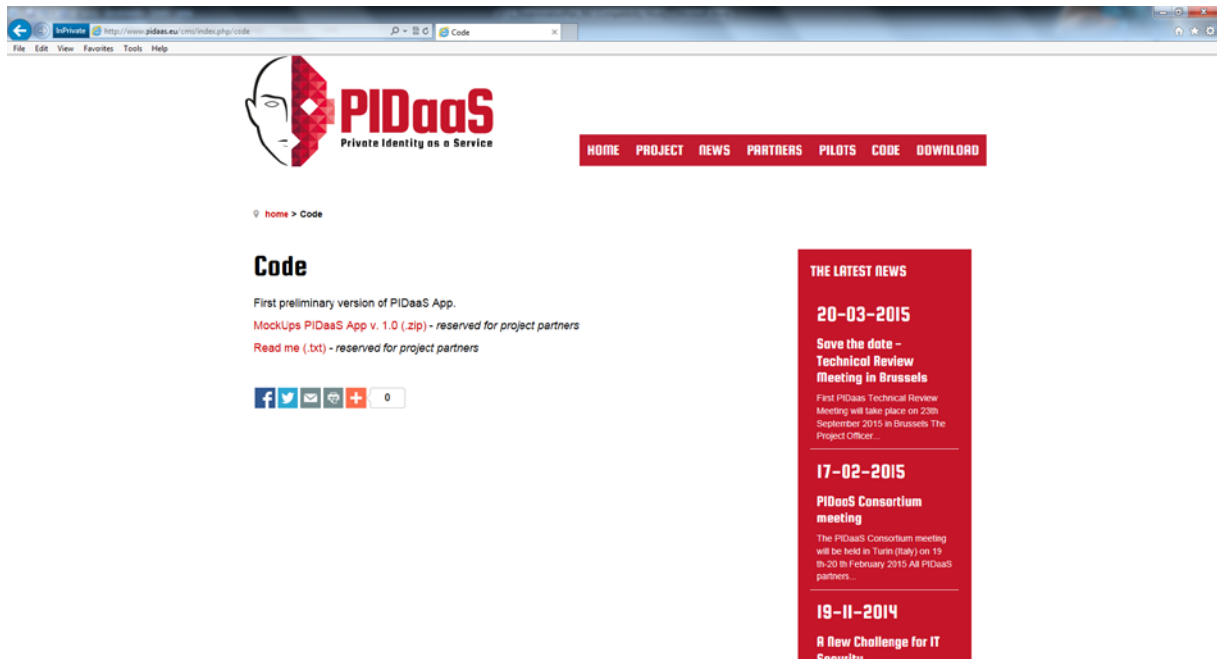 InPrivate http://www.pidaas.eu/cms/index.php/code
Code
File Edit View Favorites Tools Help
PIDaaS
Private Identity as a Service
HOME PROJECT NEWS PARTNERS PILOTS CODE DOWNLOAD
home > Code
Code
First preliminary version of PIDaaS App.
MockUps PIDaaS App v. 1.0 (.zip) - reserved for project partners
Read me (.txt) - reserved for project partners
0
THE LATEST NEWS
20-03-2015
Save the date –
Technical Review
Meeting in Brussels
First PIDaas Technical Review
Meeting will take place on 23th
September 2015 in Brussels The
Project Officer...
17-02-2015
PIDaaS Consortium
meeting
The PIDaaS Consortium meeting
will be held in Turin (Italy) on 19
th-20 th February 2015 All PIDaaS
partners...
19-11-2014
A New Challenge for IT
Security